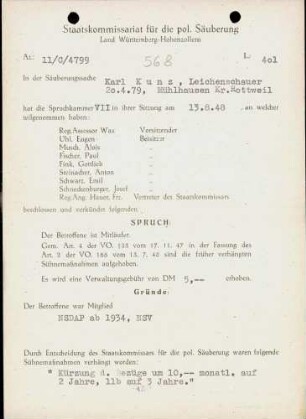 Staatskommissariat für die pol. Säuberung
Land Württemberg-Hohenzollern
Nr.: 11/C/4799 568 L: 401
In der Säuberungssache Karl Kunz, Leichenschauer
20.4.79, Mühlhausen Kr.Rottweil
hat die Spruchkammer VII in ihrer Sitzung am 13.8.48 , an welcher
teilgenommen haben:
Reg.Assessor Wax Vorsitzender
Uhl, Eugen Beisitzer
Munch, Alois "
Fischer, Paul "
Fink, Gottlieb "
Steinacher, Anton "
Schwarz, Emil "
Schneckenburger, Josef "
Reg.Ang. Hauer, Frz. Vertreter des Staatskommissars
beschlossen und verkündet folgenden
SPRUCH:
Der Betroffene ist Mitläufer.
Gem. Art. 4 der VO. 133 vom 17. 11. 47 in der Fassung des
Art. 3 der VO. 165 vom 13. 7. 48 sind die früher verhängten
Sühnemaßnahmen aufgehoben.
Es wird eine Verwaltungsgebühr von DM 5,-- erhoben.
Gründe:
Der Betroffene war Mitglied
NSDAP ab 1934, NSV
Durch Entscheidung des Staatskommissars für die pol. Säuberung waren folgende
Sühnemaßnahmen verhängt worden:
" Kürzung d. Bezüge um 10,-- monatl. auf
2 Jahre, 11b auf 3 Jahre."